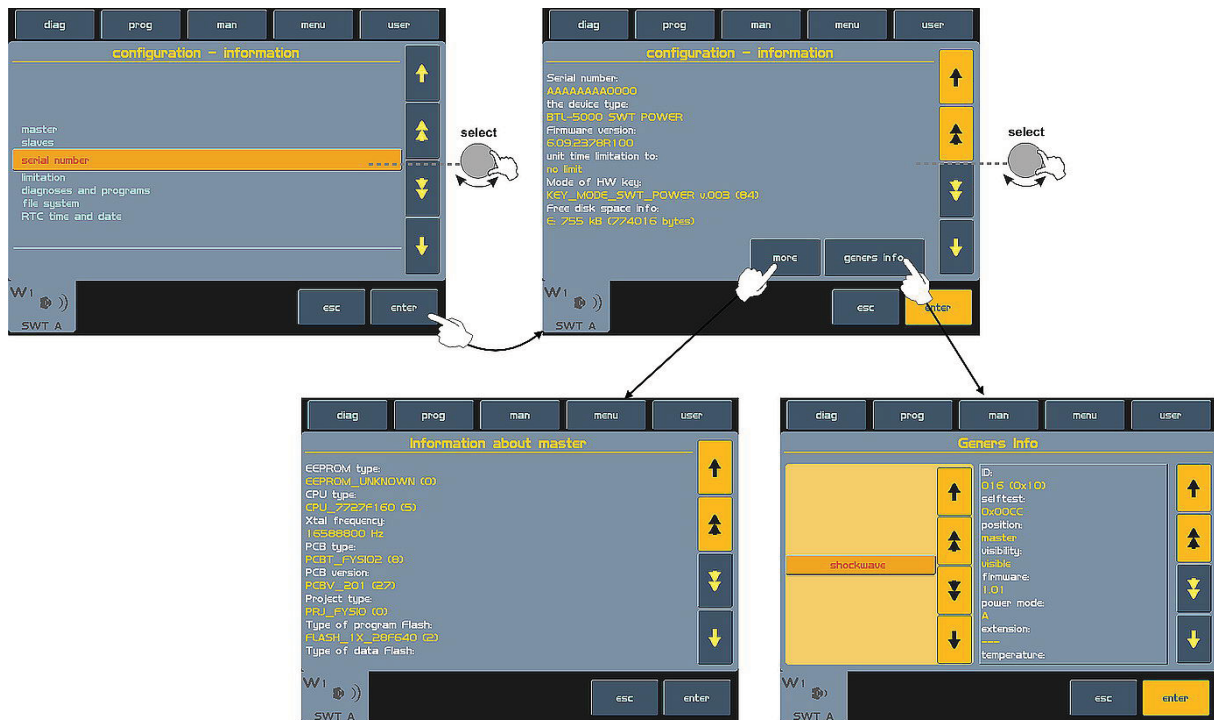 diag prog man menu user
configuration - information
master
slaves
serial number
limitation
diagnoses and programs
file system
RTC time and date
W1
SWT A
esc enter
select
diag prog man menu user
configuration - information
Serial number:
AAAAAAAA0000
the device type:
BTL-5000 SWT POWER
Firmware version:
6.09.2378R100
unit time limitation to:
no limit
Mode of HW key:
KEY_MODE_SWT_POWER v.003 (84)
Free disk space info:
E: 755 kB (774016 bytes)
more geners info
W1
SWT A
esc enter
select
diag prog man menu user
Information about master
EEPROM type:
EEPROM_UNKNOWN (0)
CPU type:
CPU_7727F160 (5)
Xtal frequency:
16588800 Hz
PCB type:
PCBT_FYSIO2 (8)
PCB version:
PCBV_201 (27)
Project type:
PRJ_FYSIO (0)
Type of program Flash:
FLASH_1X_28F640 (2)
Type of data Flash:
W1
SWT A
esc enter
diag prog man menu user
Geners Info
shockwave
ID:
016 (0x10)
selftest:
0x00CC
position:
master
visibility:
visible
firmware:
1.01
power mode:
A
extension:
---
temperature:
W1
SWT A
esc enter